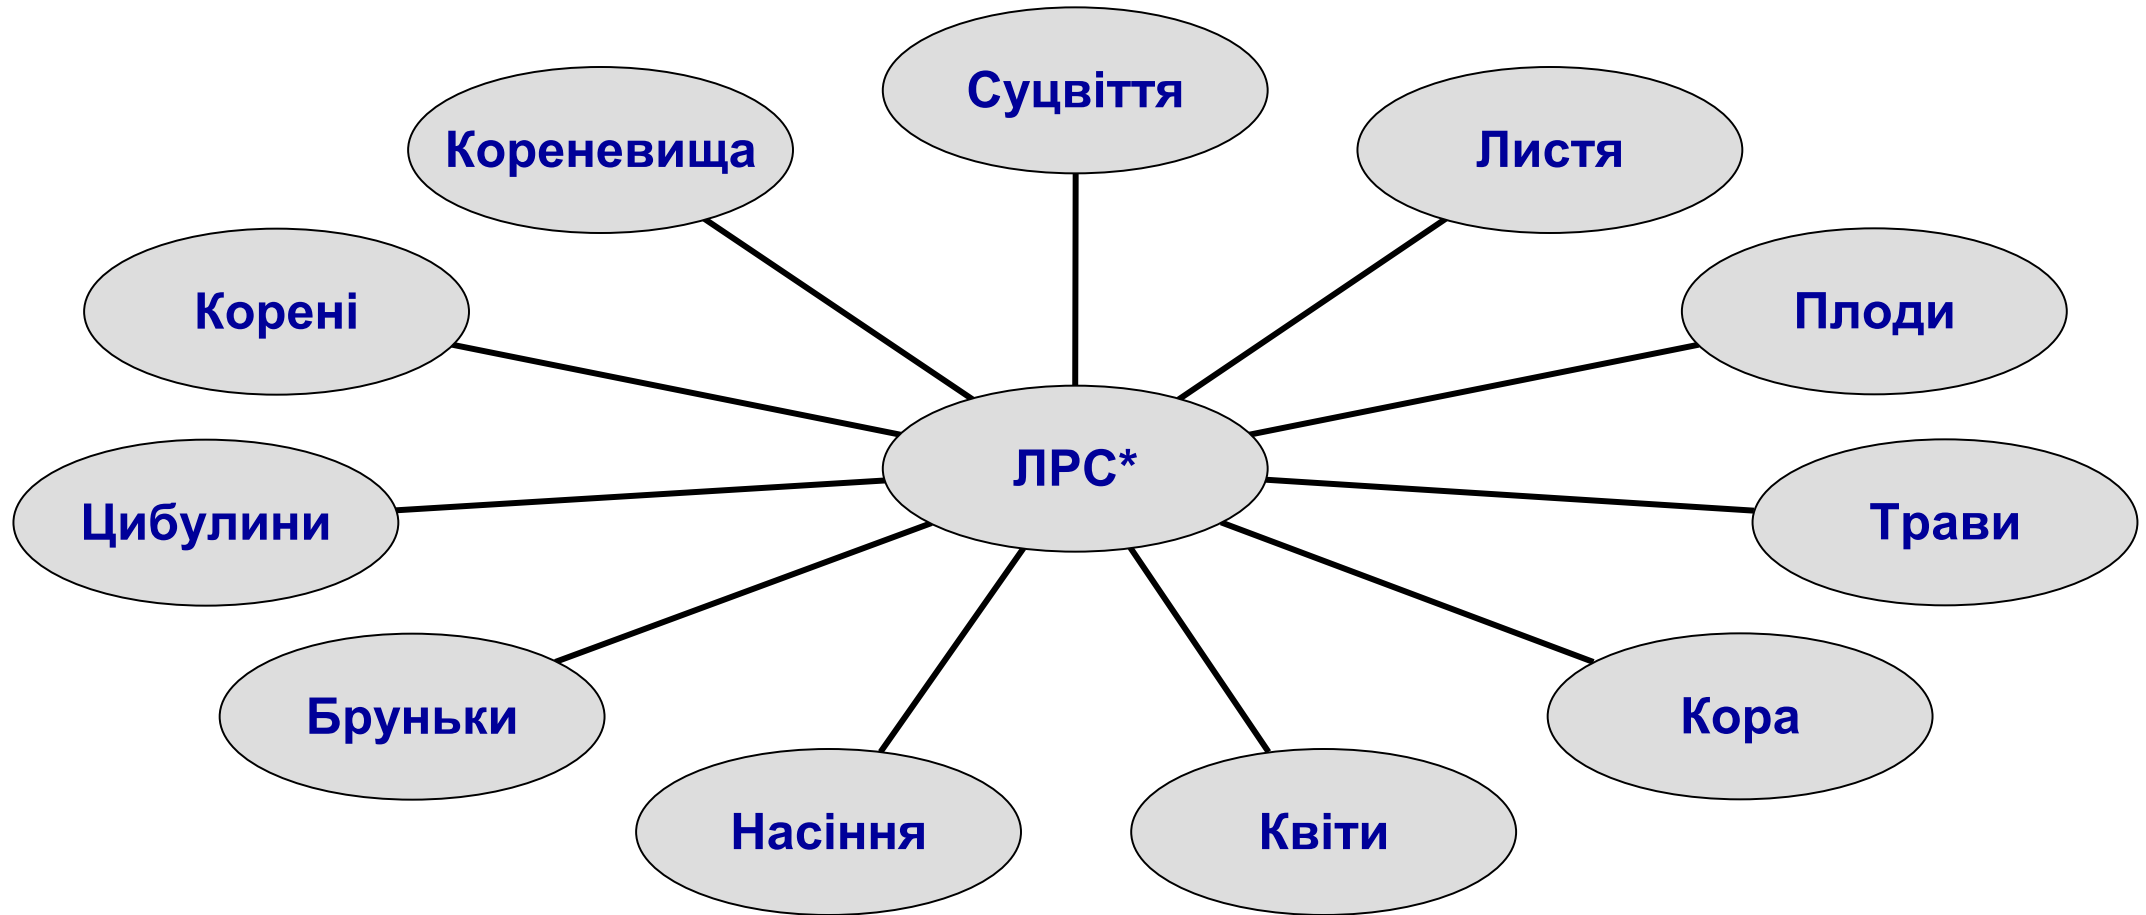 Суцвіття
Кореневища
Листя
Корені
Плоди
ЛРС*
Цибулини
Трави
Бруньки
Кора
Насіння
Квіти